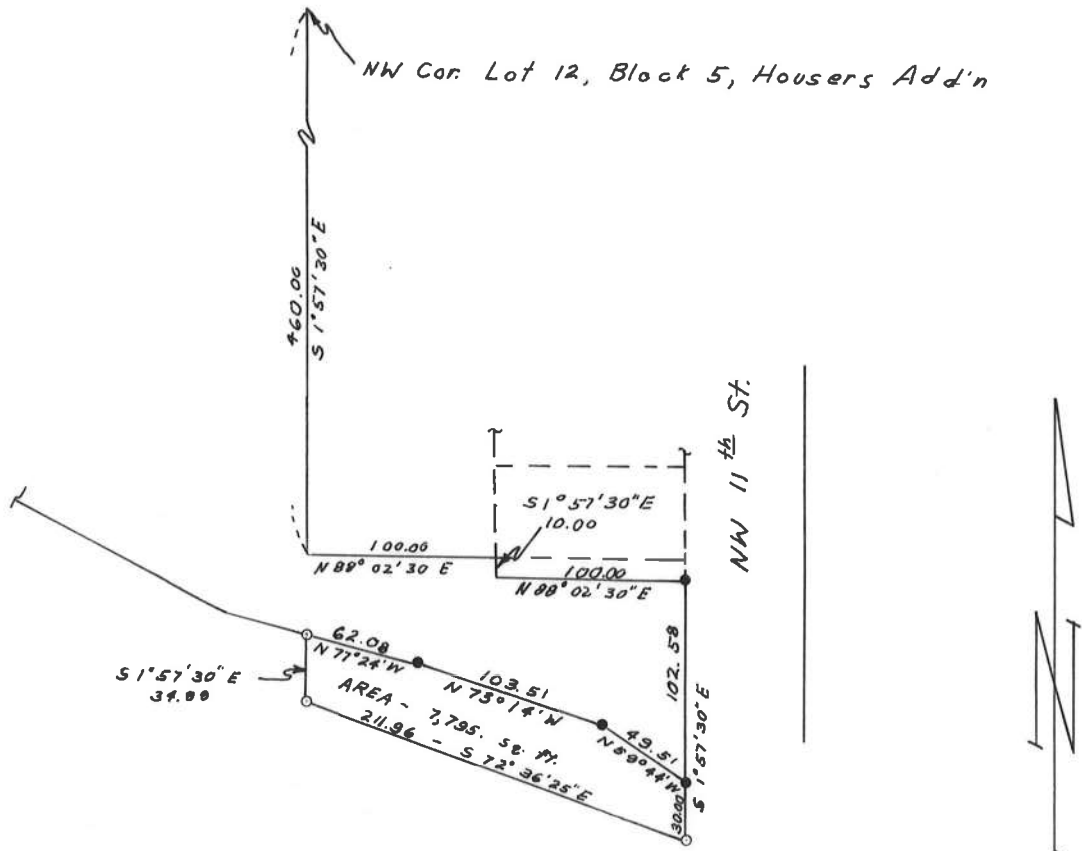 NW Cor. Lot 12, Block 5, Housers Add'n
460.00
S 1°57'30"E
NW 11th St.
S 1°57'30"E
10.00
100.00
N 88° 02'30 E
100.00
N 88° 02'30"E
102.58
S 1°57'30"E
62.08
N 77°24'W
S 1°57'30"E
34.99
103.51
N 73°14'W
AREA - 7,795. sq. ft.
49.51
N 59°44'W
211.96 - S 72° 36'25"E
30.00
N